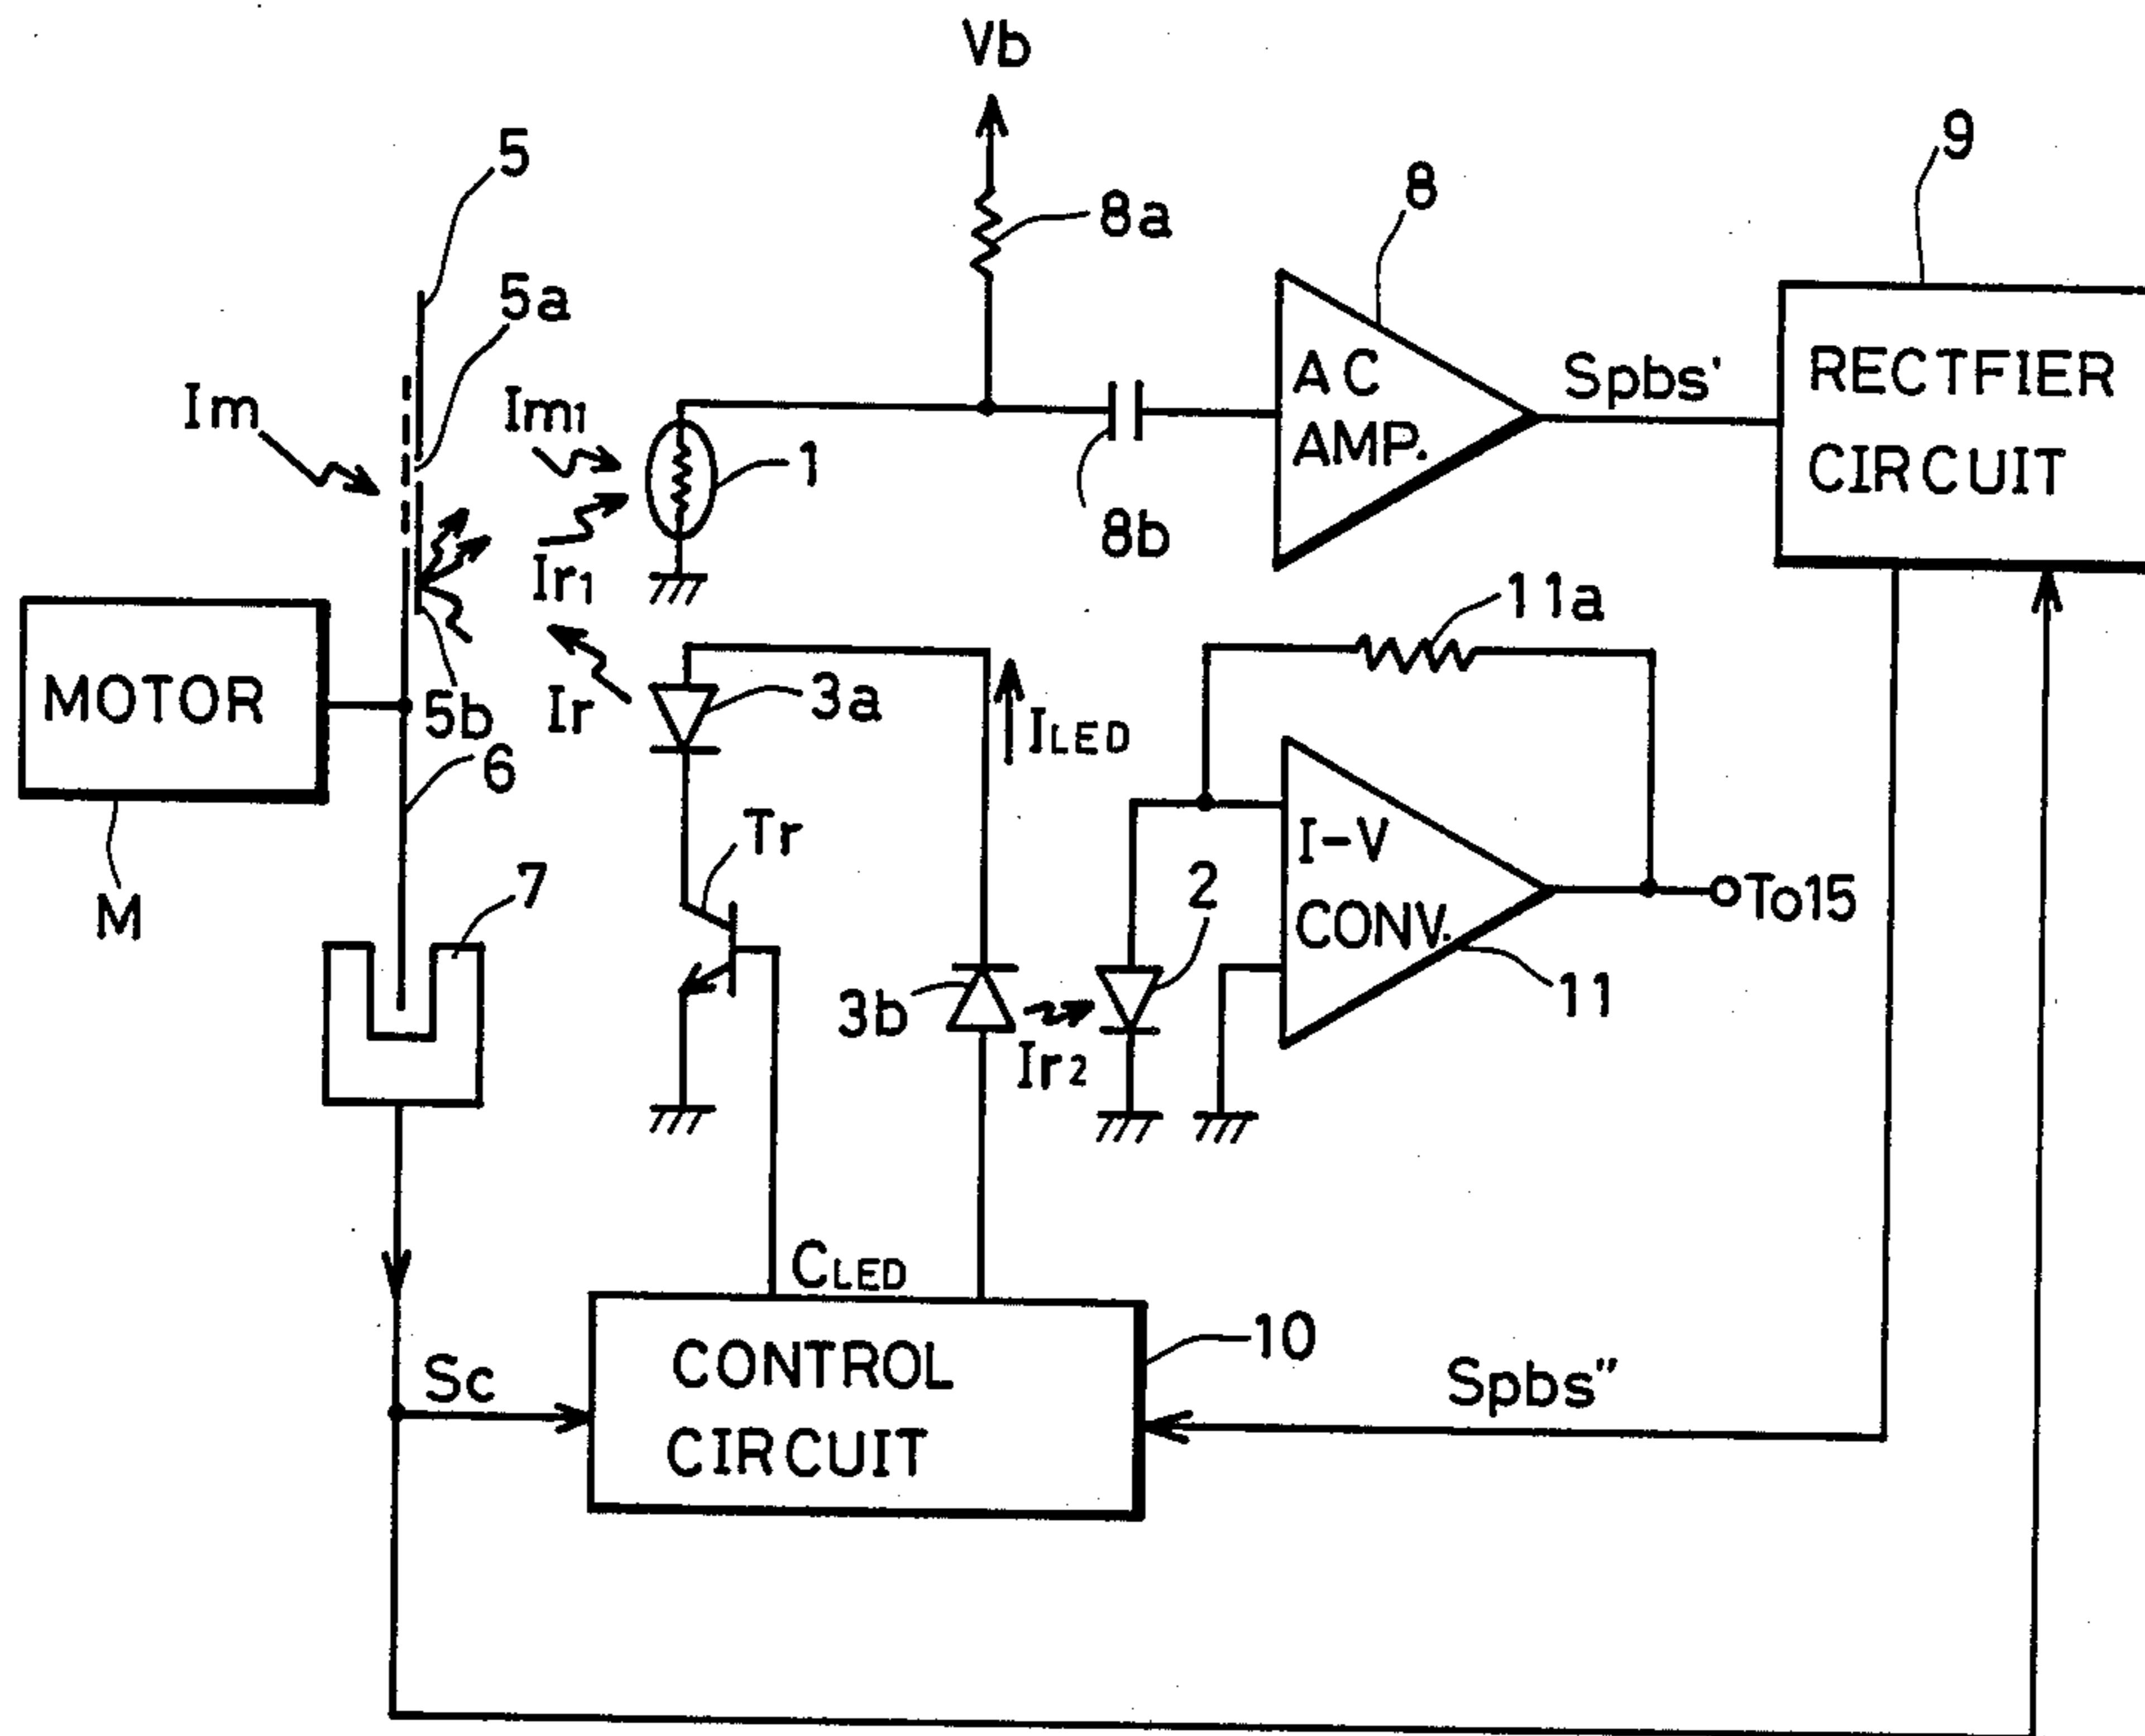 Vb
5
9
8
8a
5a
Im
Im1
AC
AMP.
Spbs'
RECTFIER
CIRCUIT
1
8b
Ir1
11a
MOTOR
5b
Ir
3a
ILED
6
Tr
I-V
CONV.
2
To15
M
7
3b
Ir2
11
CLED
CONTROL
CIRCUIT
10
Sc
Spbs"